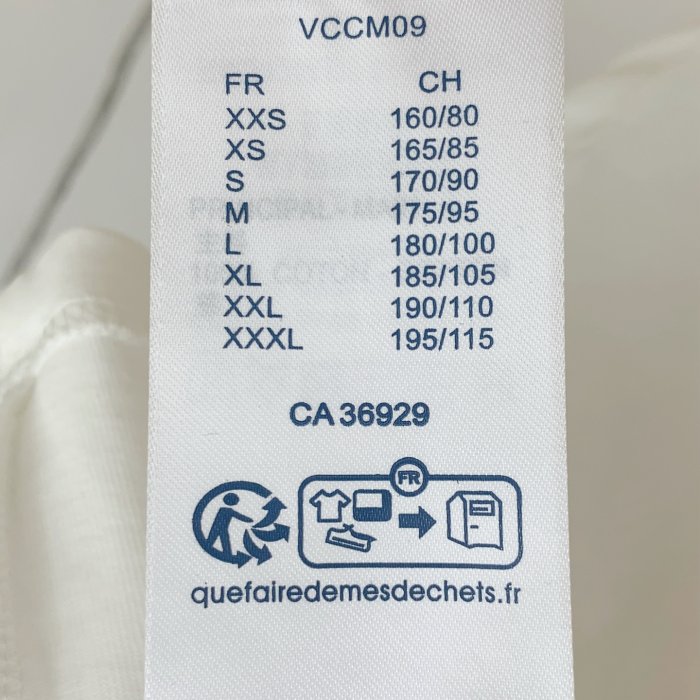 VCCM09
FR CH
XXS 160/80
XS 165/85
S 170/90
M 175/95
L 180/100
XL 185/105
XXL 190/110
XXXL 195/115
CA 36929
FR
quefairedemesdechets.fr